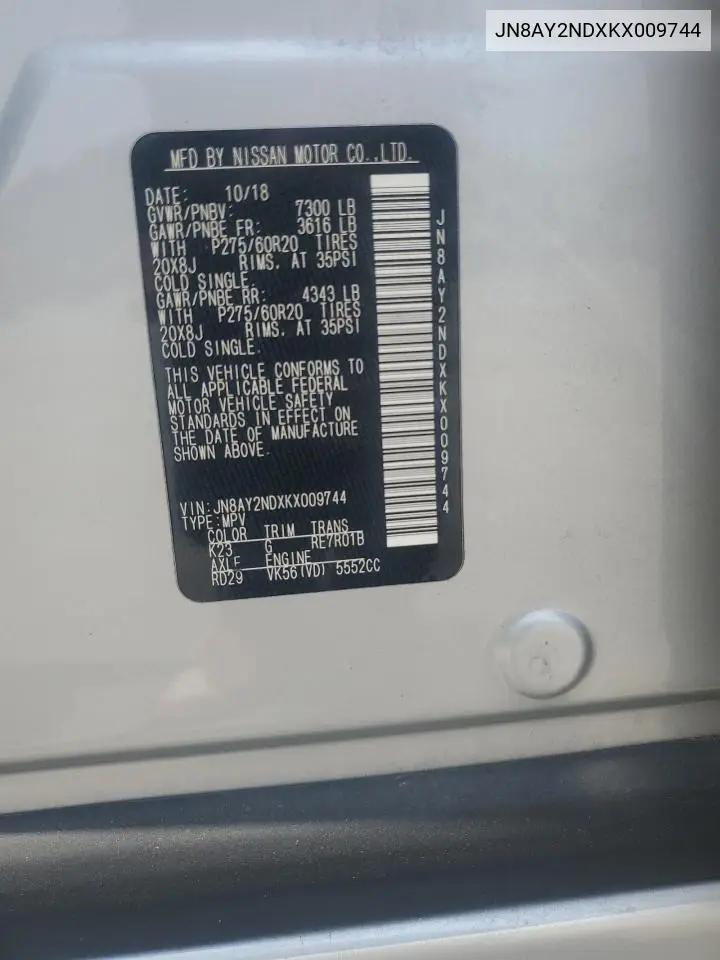 JN8AY2NDXKX009744
MFD BY NISSAN MOTOR CO.,LTD.
DATE: 10/18
GVWR/PNBV: 7300 LB
GAWR/PNBE FR: 3616 LB
WITH P275/60R20 TIRES
20X8J RIMS. AT 35PSI
COLD SINGLE.
GAWR/PNBE RR: 4343 LB
WITH P275/60R20 TIRES
20X8J RIMS. AT 35PSI
COLD SINGLE.
THIS VEHICLE CONFORMS TO
ALL APPLICABLE FEDERAL
MOTOR VEHICLE SAFETY
STANDARDS IN EFFECT ON
THE DATE OF MANUFACTURE
SHOWN ABOVE.
VIN:JN8AY2NDXKX009744
TYPE:MPV
COLOR TRIM TRANS
K23 G RE7R01B
AXLE ENGINE
RD29 VK56(VD) 5552CC
JN8AY2NDXKX009744